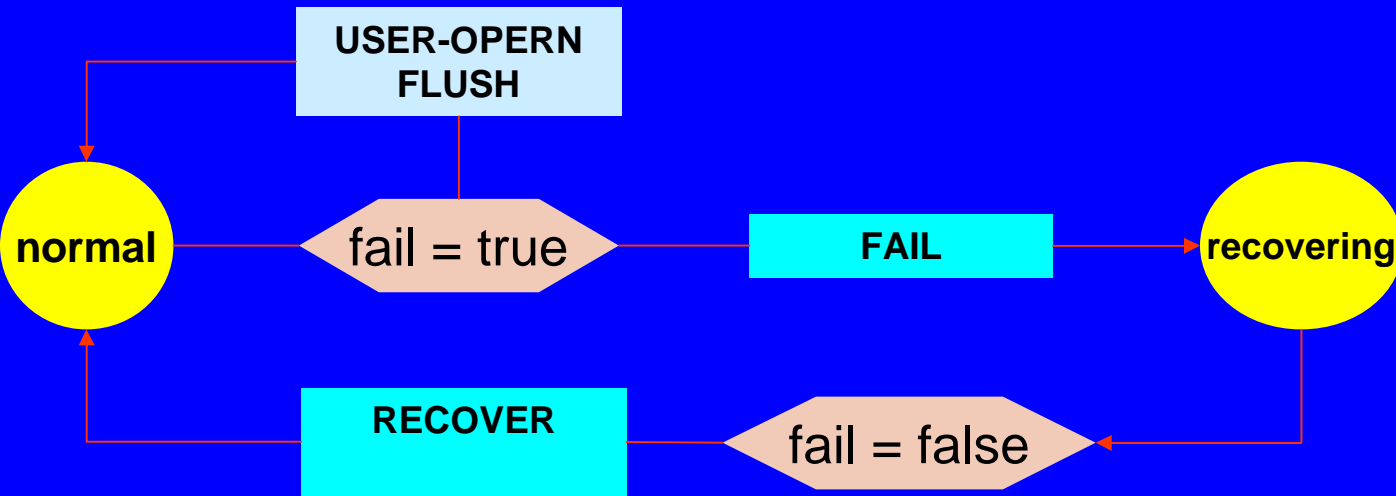 USER-OPERN
FLUSH
normal
fail = true
FAIL
recovering
RECOVER
fail = false